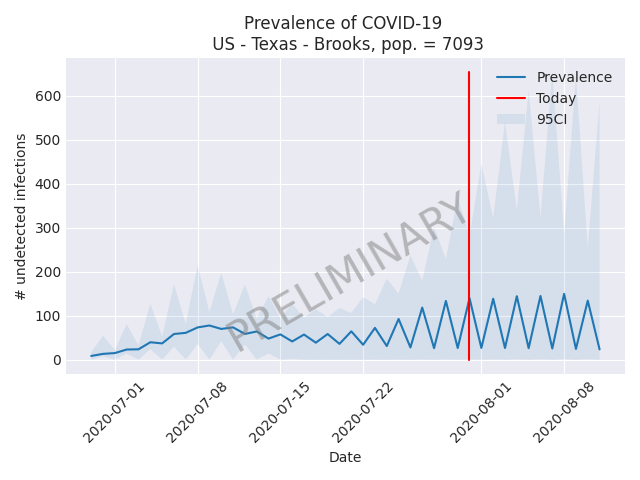 Prevalence of COVID-19
US - Texas - Brooks, pop. = 7093
Prevalence
Today
95CI
PRELIMINARY
# undetected infections
600
500
400
300
200
100
0
2020-07-01
2020-07-08
2020-07-15
2020-07-22
2020-08-01
2020-08-08
Date